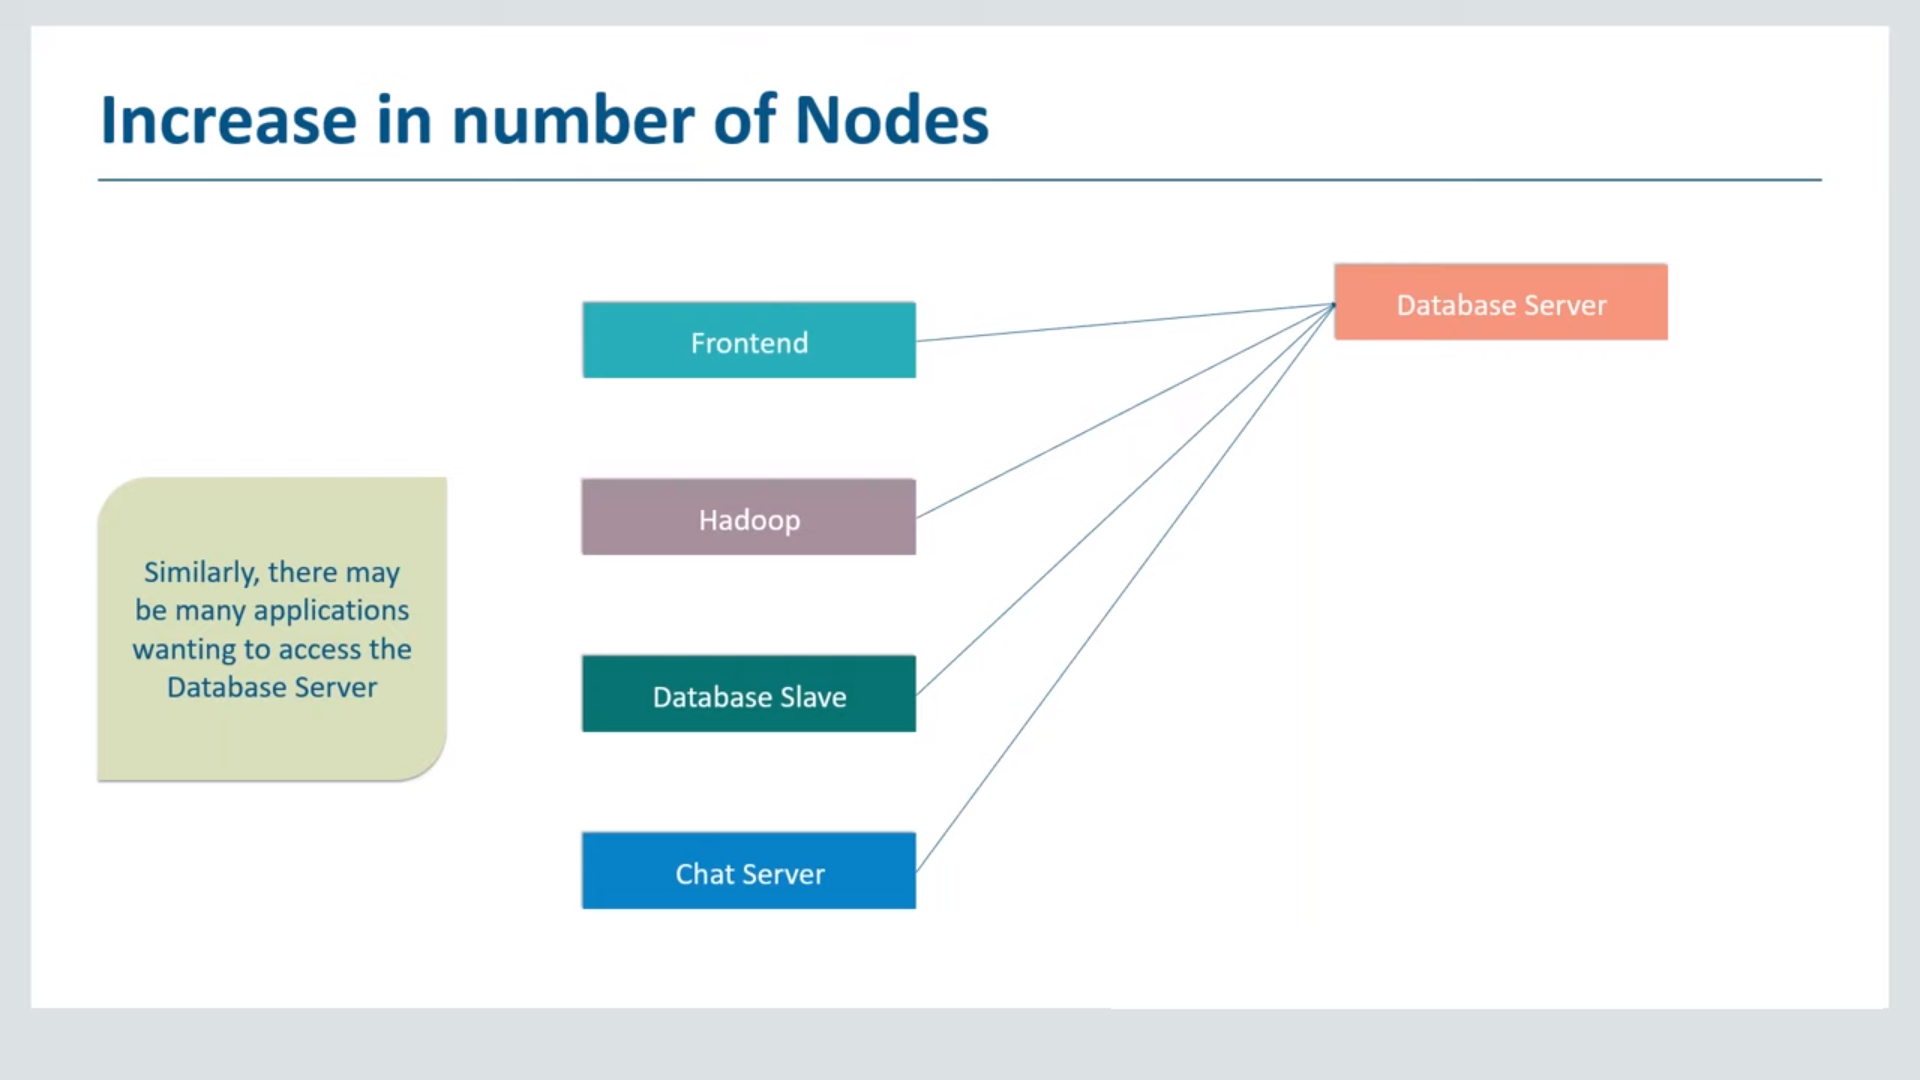 Increase in number of Nodes
Database Server
Frontend
Hadoop
Similarly, there may
be many applications
wanting to access the
Database Server
Database Slave
Chat Server